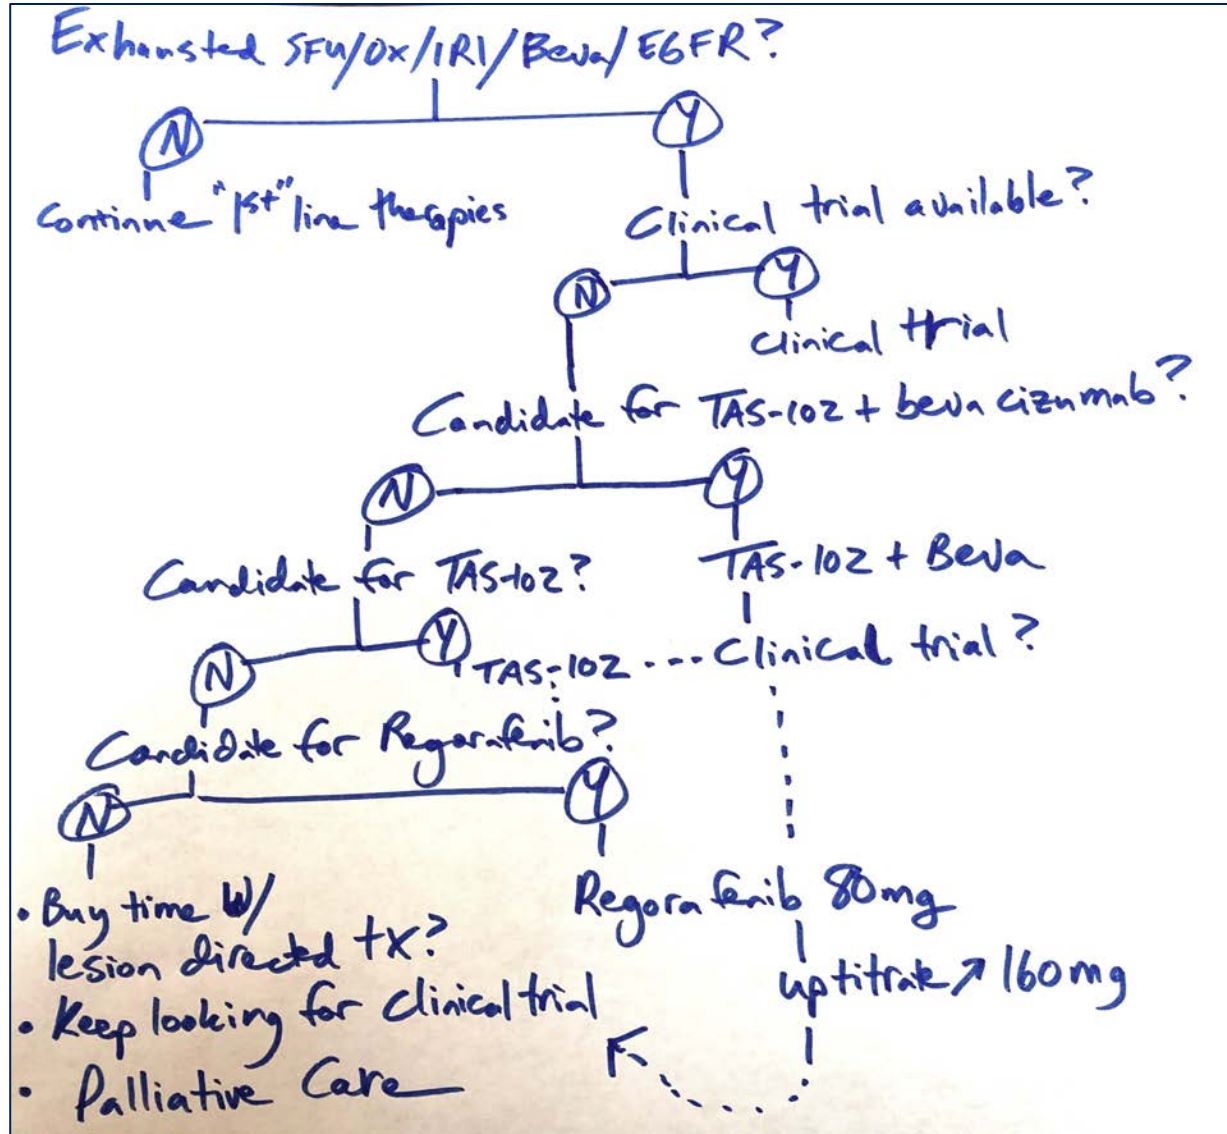 Exhausted 5FU/OX/IRI/Beva/EGFR?
N Y
Continue "1st" line therapies
Clinical trial available?
N Y
Clinical trial
Candidate for TAS-102 + bevacizumab?
N Y
Candidate for TAS-102?
TAS-102 + Beva
N Y
TAS-102 --- Clinical trial?
Candidate for Regorafenib?
N Y
• Buy time w/
lesion directed tx?
• Keep looking for clinical trial
• Palliative Care
Regorafenib 80mg
uptitrate ↗ 160mg